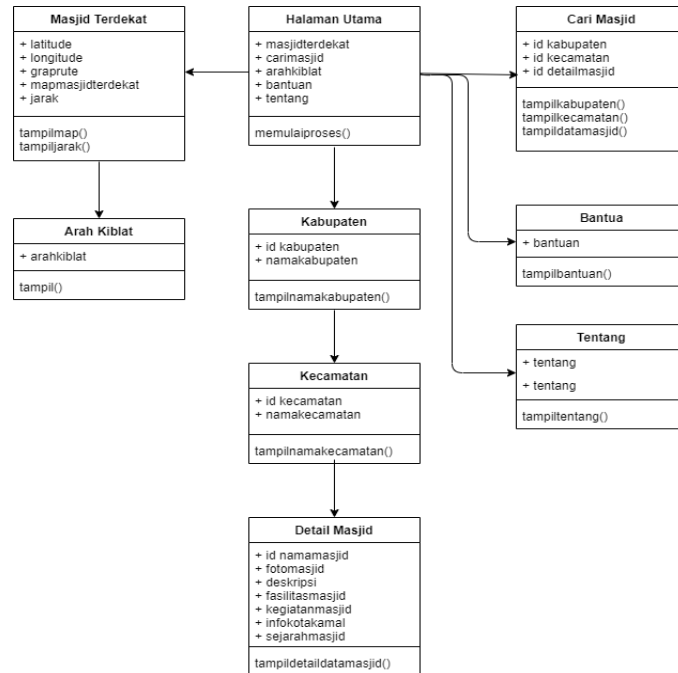 Masjid Terdekat
+ latitude
+ longitude
+ graprute
+ mapmasjidterdekat
+ jarak
tampilmap()
tampiljarak()
Halaman Utama
+ masjidterdekat
+ carimasjid
+ arahkiblat
+ bantuan
+ tentang
memulaiproses()
Cari Masjid
+ id kabupaten
+ id kecamatan
+ id detailmasjid
tampilkabupaten()
tampilkecamatan()
tampildatamasjid()
Arah Kiblat
+ arahkiblat
tampil()
Kabupaten
+ id kabupaten
+ namakabupaten
tampilnamakabupaten()
Bantua
+ bantuan
tampilbantuan()
Tentang
+ tentang
+ tentang
tampiltentang()
Kecamatan
+ id kecamatan
+ namakecamatan
tampilnamakecamatan()
Detail Masjid
+ id namamasjid
+ fotomasjid
+ deskripsi
+ fasilitasmasjid
+ kegiatanmasjid
+ infokotakamal
+ sejarahmasjid
tampildetaildatamasjid()